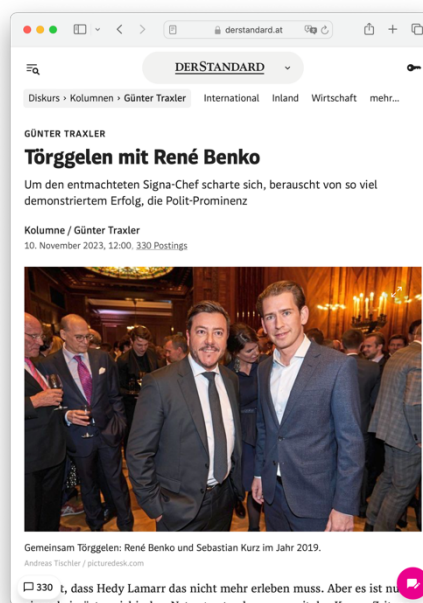 derstandard.at
DERSTANDARD
Diskurs › Kolumnen › Günter Traxler International Inland Wirtschaft mehr...
GÜNTER TRAXLER
Törggelen mit René Benko
Um den entmachteten Signa-Chef scharte sich, berauscht von so viel
demonstriertem Erfolg, die Polit-Prominenz
Kolumne / Günter Traxler
10. November 2023, 12:00, 330 Postings
Gemeinsam Törggelen: René Benko und Sebastian Kurz im Jahr 2019.
Andreas Tischler / picturedesk.com
330
dass Hedy Lamarr das nicht mehr erleben muss. Aber es ist